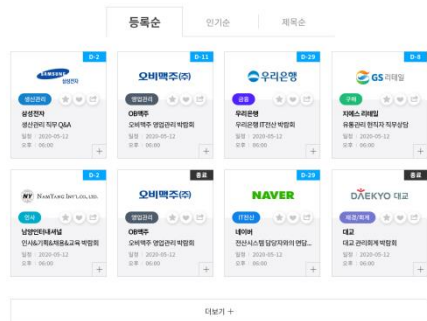 등록순
인기순
제목순
D-2
SAMSUNG
삼성전자
생산관리
삼성전자
생산관리 직무 Q&A
일정 : 2020-05-12
오후 : 06:00
+
D-11
오비맥주(주)
영업관리
OB맥주
오비맥주 영업관리 박람회
일정 : 2020-05-12
오후 : 06:00
+
D-29
우리은행
금융
우리은행
우리은행 IT전산 박람회
일정 : 2020-05-12
오후 : 06:00
+
D-8
GS리테일
구매
지에스 리테일
유통관리 현직자 직무상담
일정 : 2020-05-12
오후 : 06:00
+
D-2
NY NAMYANG INT'L CO., LTD.
인사
남양인터내셔널
인사&기획&채용&교육 박람회
일정 : 2020-05-12
오후 : 06:00
+
종료
오비맥주(주)
영업관리
OB맥주
오비맥주 영업관리 박람회
일정 : 2020-05-12
오후 : 06:00
+
D-29
NAVER
IT전산
네이버
전산시스템 담당자와의 면담...
일정 : 2020-05-12
오후 : 06:00
+
종료
DAEKYO 대교
재경/회계
대교
대교 관리회계 박람회
일정 : 2020-05-12
오후 : 06:00
+
더보기 +